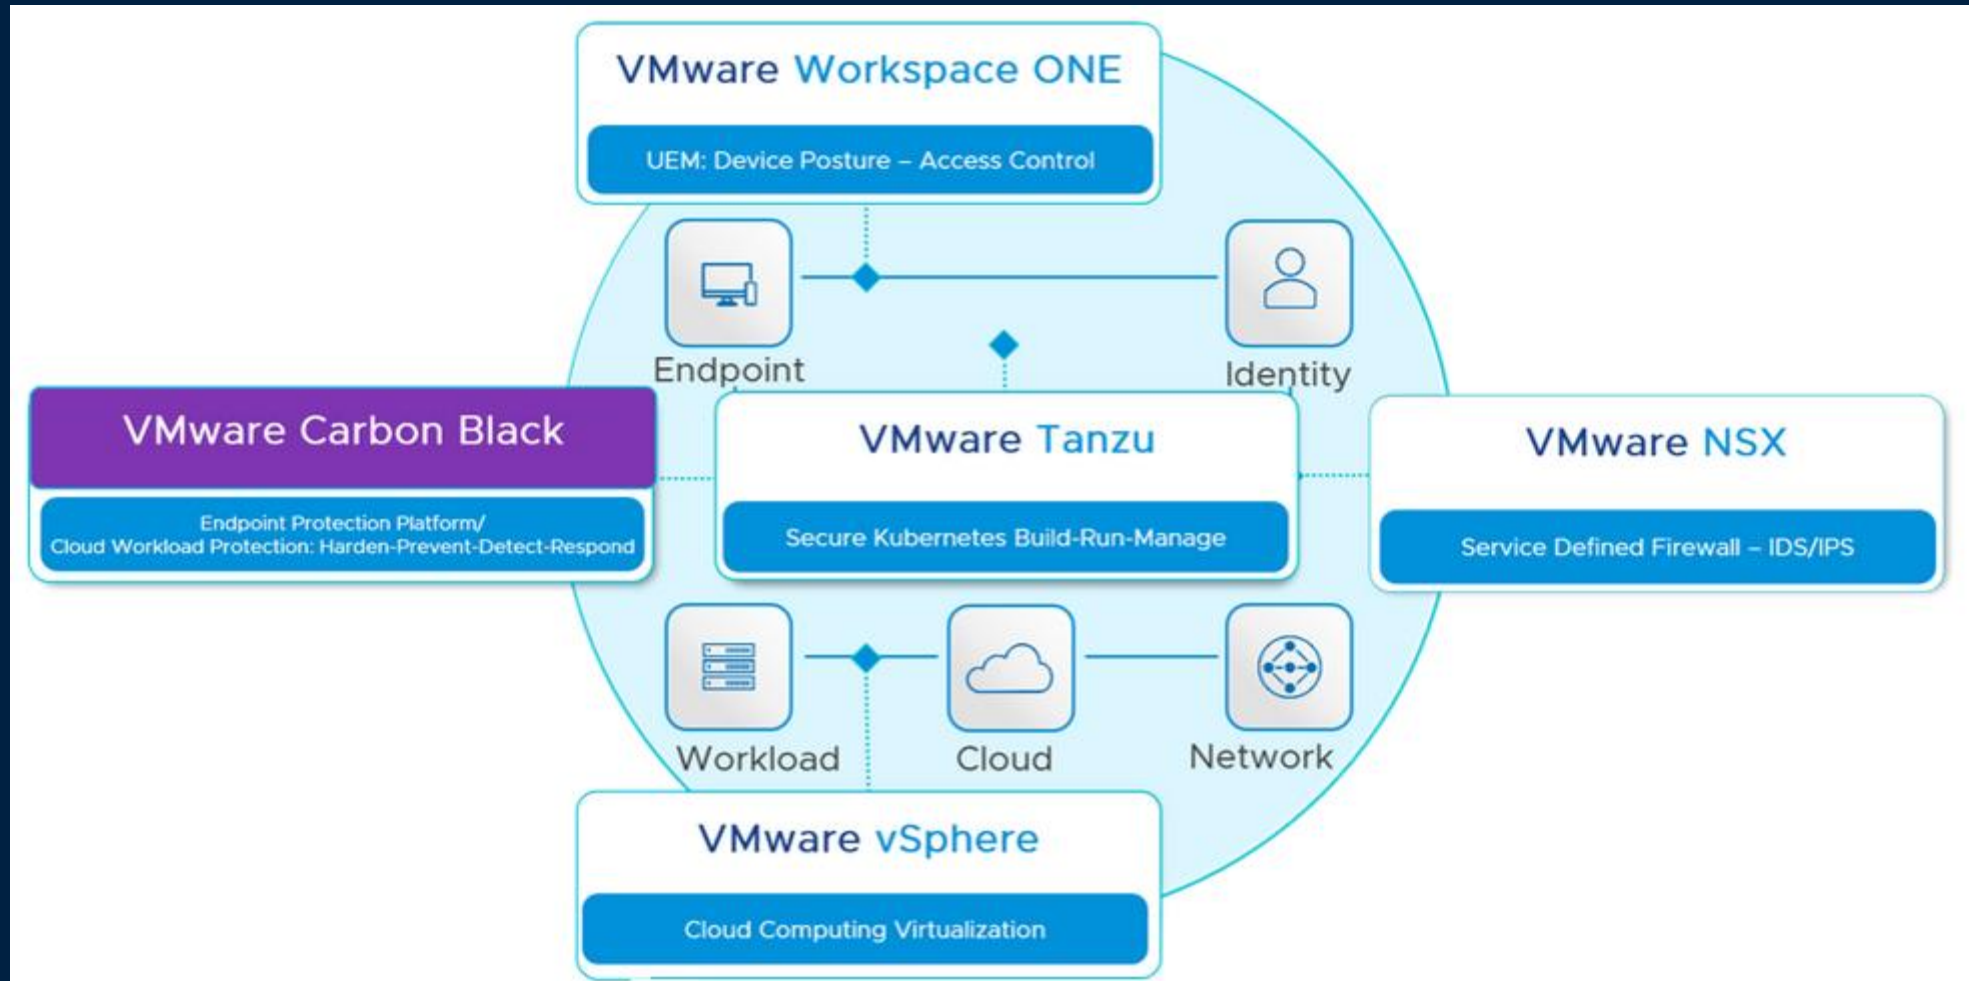 VMware Workspace ONE
UEM: Device Posture – Access Control
Endpoint
Identity
VMware Carbon Black
Endpoint Protection Platform/
Cloud Workload Protection: Harden-Prevent-Detect-Respond
VMware Tanzu
Secure Kubernetes Build-Run-Manage
VMware NSX
Service Defined Firewall – IDS/IPS
Workload
Cloud
Network
VMware vSphere
Cloud Computing Virtualization